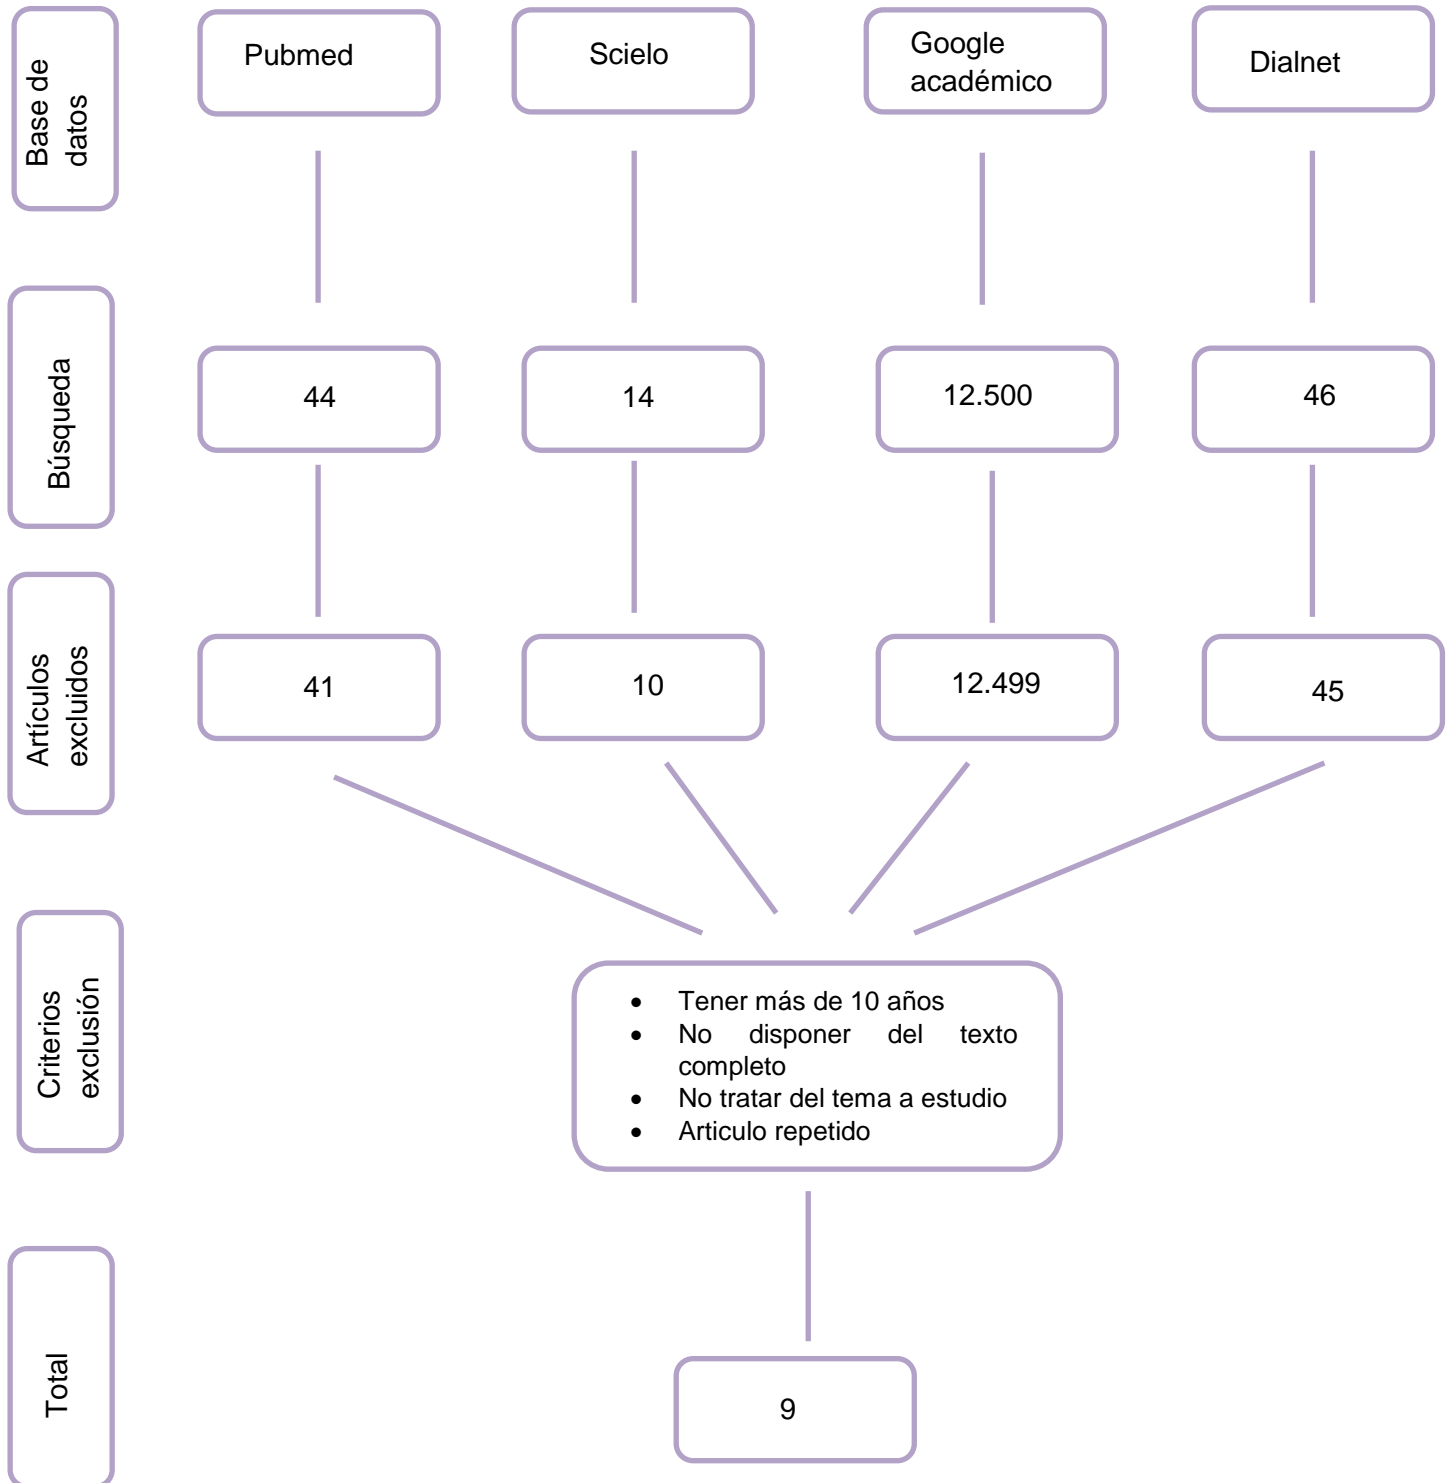 Base de
datos
Pubmed
Scielo
Google
académico
Dialnet
Búsqueda
44
14
12.500
46
Artículos
excluidos
41
10
12.499
45
Criterios
exclusión
• Tener más de 10 años
• No disponer del texto
completo
• No tratar del tema a estudio
• Articulo repetido
Total
9